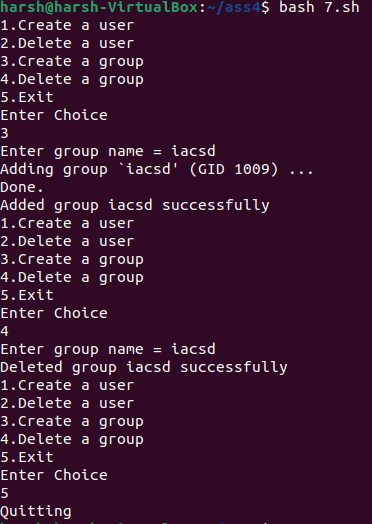 harsh@harsh-VirtualBox:~/ass4$ bash 7.sh
1.Create a user
2.Delete a user
3.Create a group
4.Delete a group
5.Exit
Enter Choice
3
Enter group name = iacsd
Adding group `iacsd' (GID 1009) ...
Done.
Added group iacsd successfully
1.Create a user
2.Delete a user
3.Create a group
4.Delete a group
5.Exit
Enter Choice
4
Enter group name = iacsd
Deleted group iacsd successfully
1.Create a user
2.Delete a user
3.Create a group
4.Delete a group
5.Exit
Enter Choice
5
Quitting